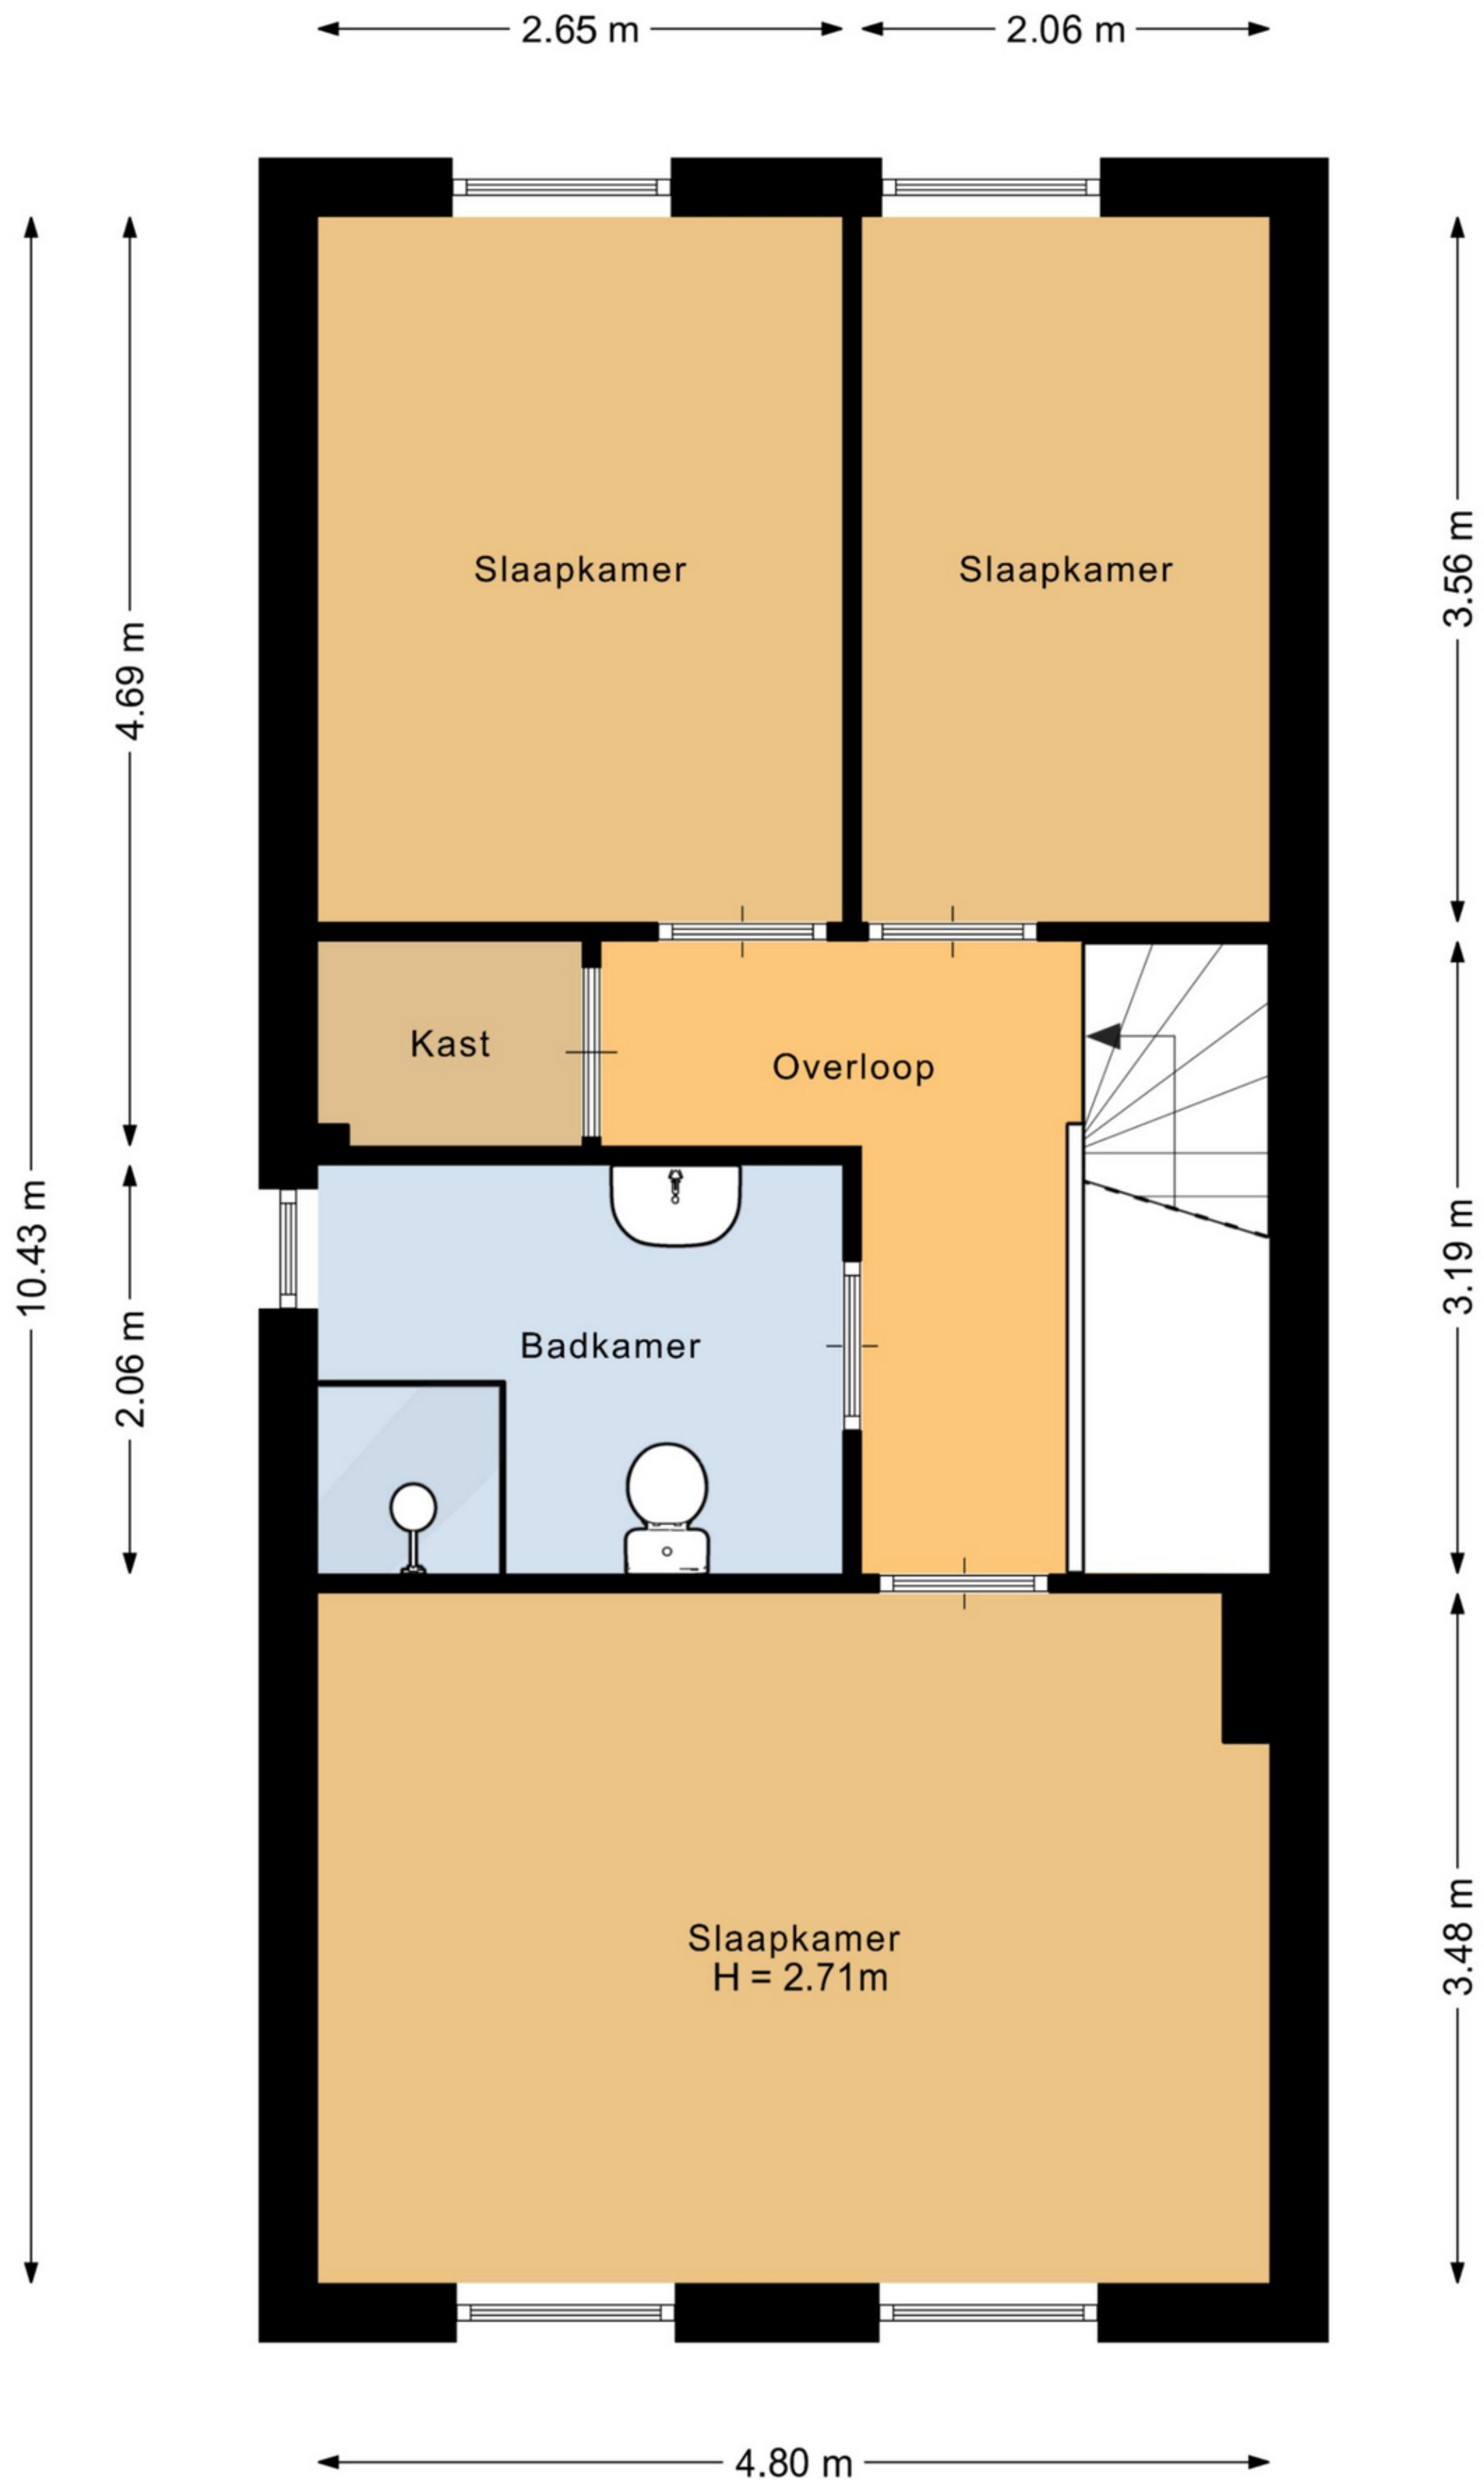 2.65 m
2.06 m
Slaapkamer
Slaapkamer
3.56 m
4.69 m
10.43 m
Kast
Overloop
3.19 m
2.06 m
Badkamer
Slaapkamer
H = 2.71m
3.48 m
4.80 m